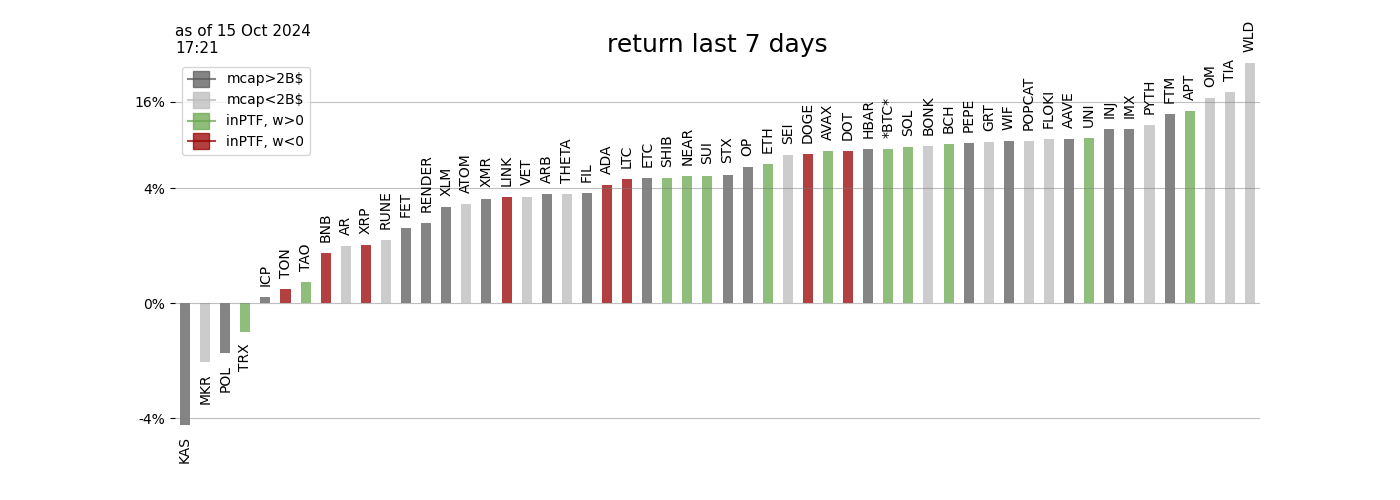 as of 15 Oct 2024
17:21
return last 7 days
mcap>2B$
mcap<2B$
inPTF, w>0
inPTF, w<0
16%
4%
0%
-4%
KAS
MKR
POL
TRX
ICP
TON
TAO
BNB
AR
XRP
RUNE
FET
RENDER
XLM
ATOM
XMR
LINK
VET
ARB
THETA
FIL
ADA
LTC
ETC
SHIB
NEAR
SUI
STX
OP
ETH
SEI
DOGE
AVAX
DOT
HBAR
*BTC*
SOL
BONK
BCH
PEPE
GRT
WIF
POPCAT
FLOKI
AAVE
UNI
INJ
IMX
PYTH
FTM
APT
OM
TIA
WLD